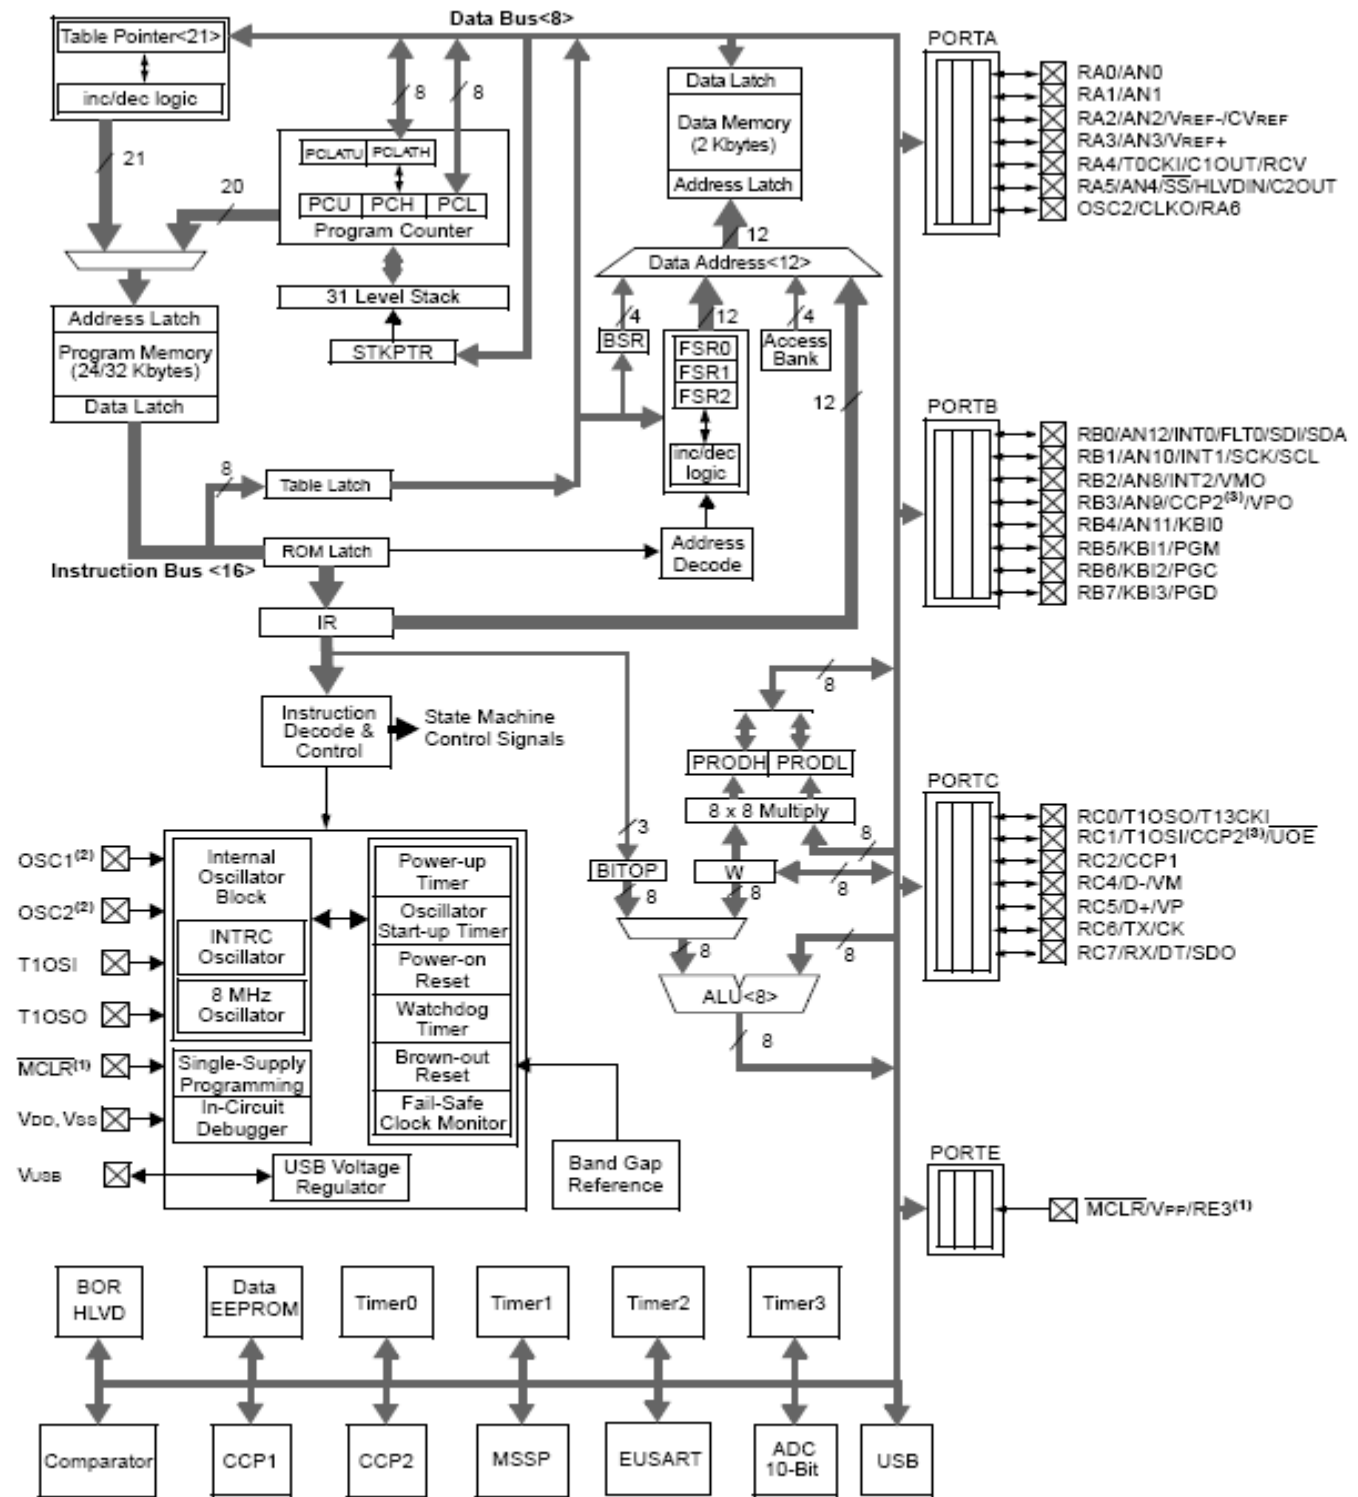 Data Bus<8>
Table Pointer<21>
inc/dec logic
21
20
8
8
PCLATU PCLATH
PCU PCH PCL
Program Counter
31 Level Stack
STKPTR
Address Latch
Program Memory
(24/32 Kbytes)
Data Latch
8
Table Latch
ROM Latch
Instruction Bus <16>
IR
Data Latch
Data Memory
(2 Kbytes)
Address Latch
12
Data Address<12>
4
12
4
BSR
FSR0
FSR1
FSR2
inc/dec
logic
Access
Bank
12
Address
Decode
Instruction
Decode &
Control
State Machine
Control Signals
8
PRODH PRODL
8 x 8 Multiply
3
8
BITOP
W
8
8
8
8
8
ALU<8>
8
OSC1(2)
OSC2(2)
T1OSI
T1OSO
MCLR(1)
VDD, VSS
VUSB
Internal
Oscillator
Block
INTRC
Oscillator
8 MHz
Oscillator
Single-Supply
Programming
In-Circuit
Debugger
Power-up
Timer
Oscillator
Start-up Timer
Power-on
Reset
Watchdog
Timer
Brown-out
Reset
Fail-Safe
Clock Monitor
USB Voltage
Regulator
Band Gap
Reference
PORTA
RA0/AN0
RA1/AN1
RA2/AN2/VREF-/CVREF
RA3/AN3/VREF+
RA4/T0CKI/C1OUT/RCV
RA5/AN4/SS/HLVDIN/C2OUT
OSC2/CLKO/RA6
PORTB
RB0/AN12/INT0/FLT0/SDI/SDA
RB1/AN10/INT1/SCK/SCL
RB2/AN8/INT2/VMO
RB3/AN9/CCP2(3)/VPO
RB4/AN11/KBI0
RB5/KBI1/PGM
RB6/KBI2/PGC
RB7/KBI3/PGD
PORTC
RC0/T1OSO/T13CKI
RC1/T1OSI/CCP2(3)/UOE
RC2/CCP1
RC4/D-/VM
RC5/D+/VP
RC6/TX/CK
RC7/RX/DT/SDO
PORTE
MCLR/VPP/RE3(1)
BOR
HLVD
Data
EEPROM
Timer0
Timer1
Timer2
Timer3
Comparator
CCP1
CCP2
MSSP
EUSART
ADC
10-Bit
USB